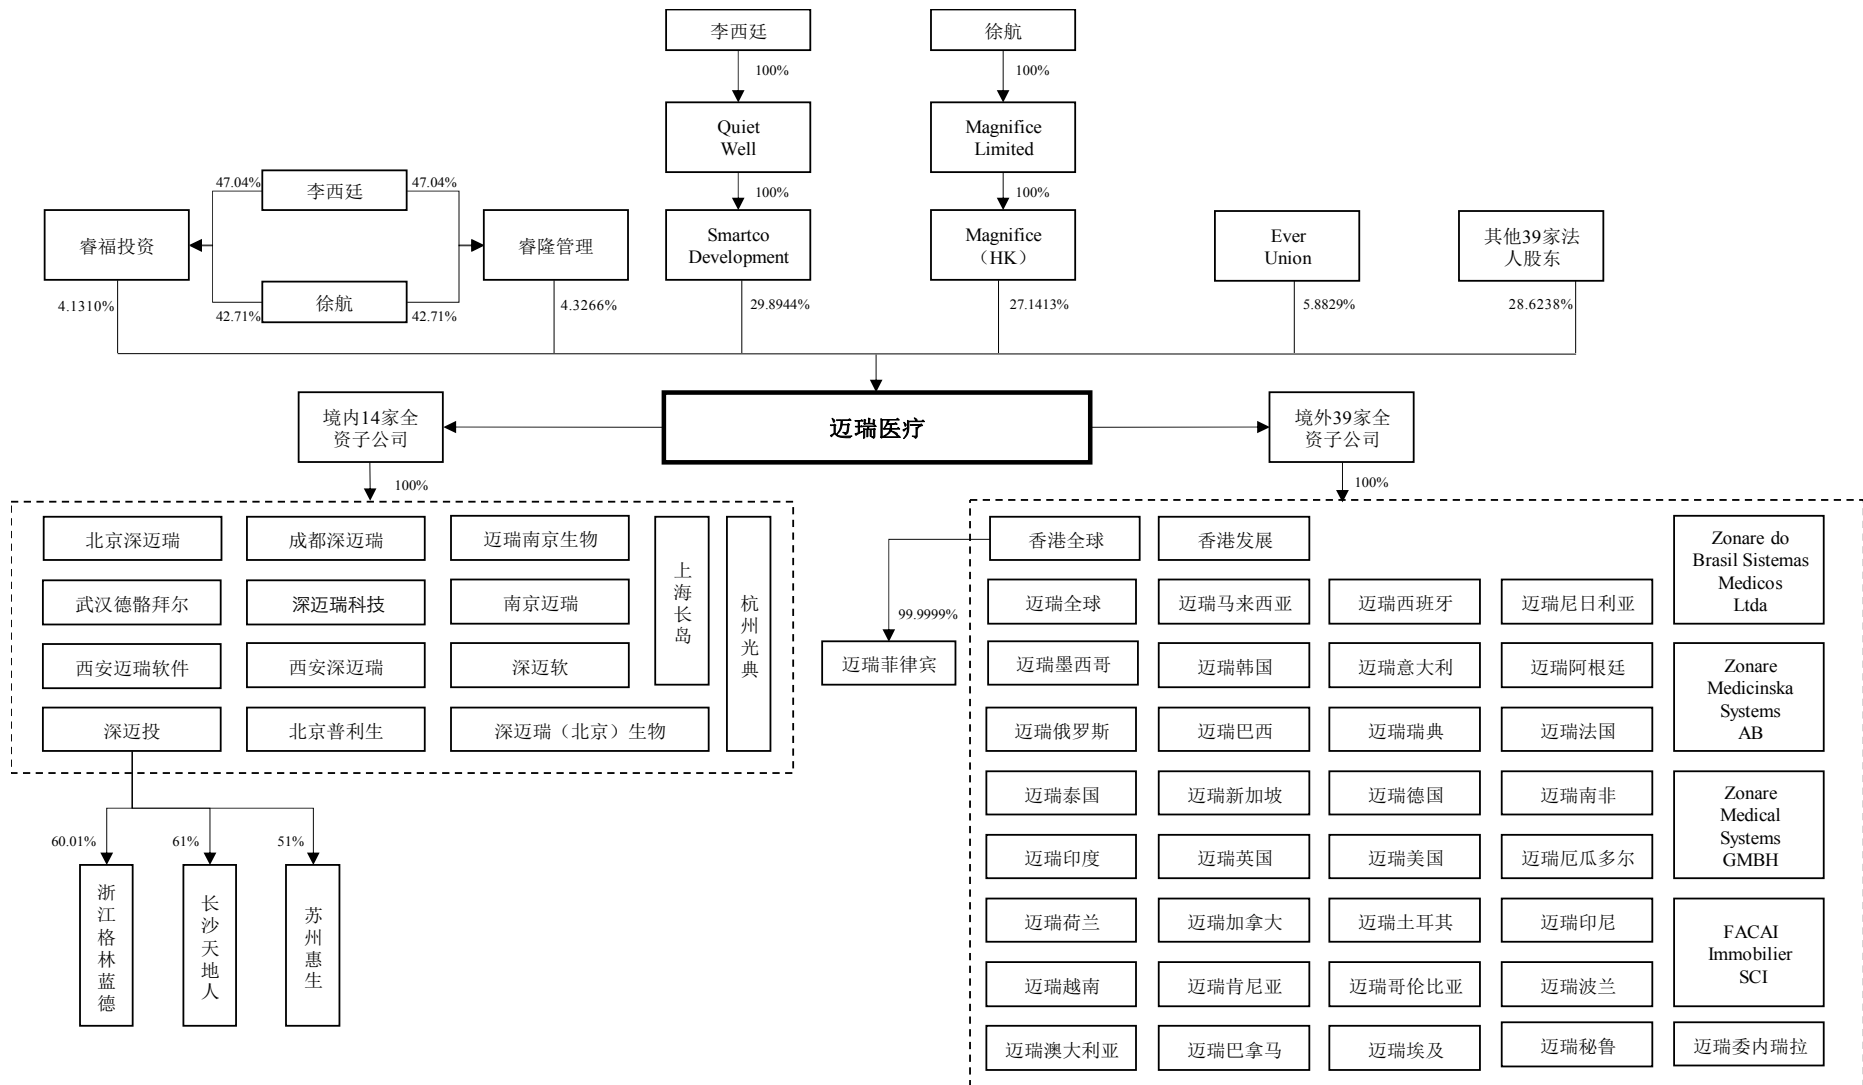 李西廷
徐航
100%
100%
Quiet
Well
Magnifice
Limited
100%
100%
47.04%
李西廷
47.04%
睿福投资
睿隆管理
Smartco
Development
Magnifice
（HK）
Ever
Union
其他39家法
人股东
徐航
42.71%
42.71%
4.1310%
4.3266%
29.8944%
27.1413%
5.8829%
28.6238%
境内14家全
资子公司
迈瑞医疗
境外39家全
资子公司
100%
100%
北京深迈瑞
成都深迈瑞
迈瑞南京生物
上海长岛
杭州光典
武汉德骼拜尔
深迈瑞科技
南京迈瑞
西安迈瑞软件
西安深迈瑞
深迈软
深迈投
北京普利生
深迈瑞（北京）生物
60.01%
61%
51%
浙江格林蓝德
长沙天地人
苏州惠生
99.9999%
迈瑞菲律宾
香港全球
香港发展
Zonare do
Brasil Sistemas
Medicos
Ltda
迈瑞全球
迈瑞马来西亚
迈瑞西班牙
迈瑞尼日利亚
迈瑞墨西哥
迈瑞韩国
迈瑞意大利
迈瑞阿根廷
Zonare
Medicinska
Systems
AB
迈瑞俄罗斯
迈瑞巴西
迈瑞瑞典
迈瑞法国
迈瑞泰国
迈瑞新加坡
迈瑞德国
迈瑞南非
Zonare
Medical
Systems
GMBH
迈瑞印度
迈瑞英国
迈瑞美国
迈瑞厄瓜多尔
迈瑞荷兰
迈瑞加拿大
迈瑞土耳其
迈瑞印尼
FACAI
Immobilier
SCI
迈瑞越南
迈瑞肯尼亚
迈瑞哥伦比亚
迈瑞波兰
迈瑞澳大利亚
迈瑞巴拿马
迈瑞埃及
迈瑞秘鲁
迈瑞委内瑞拉